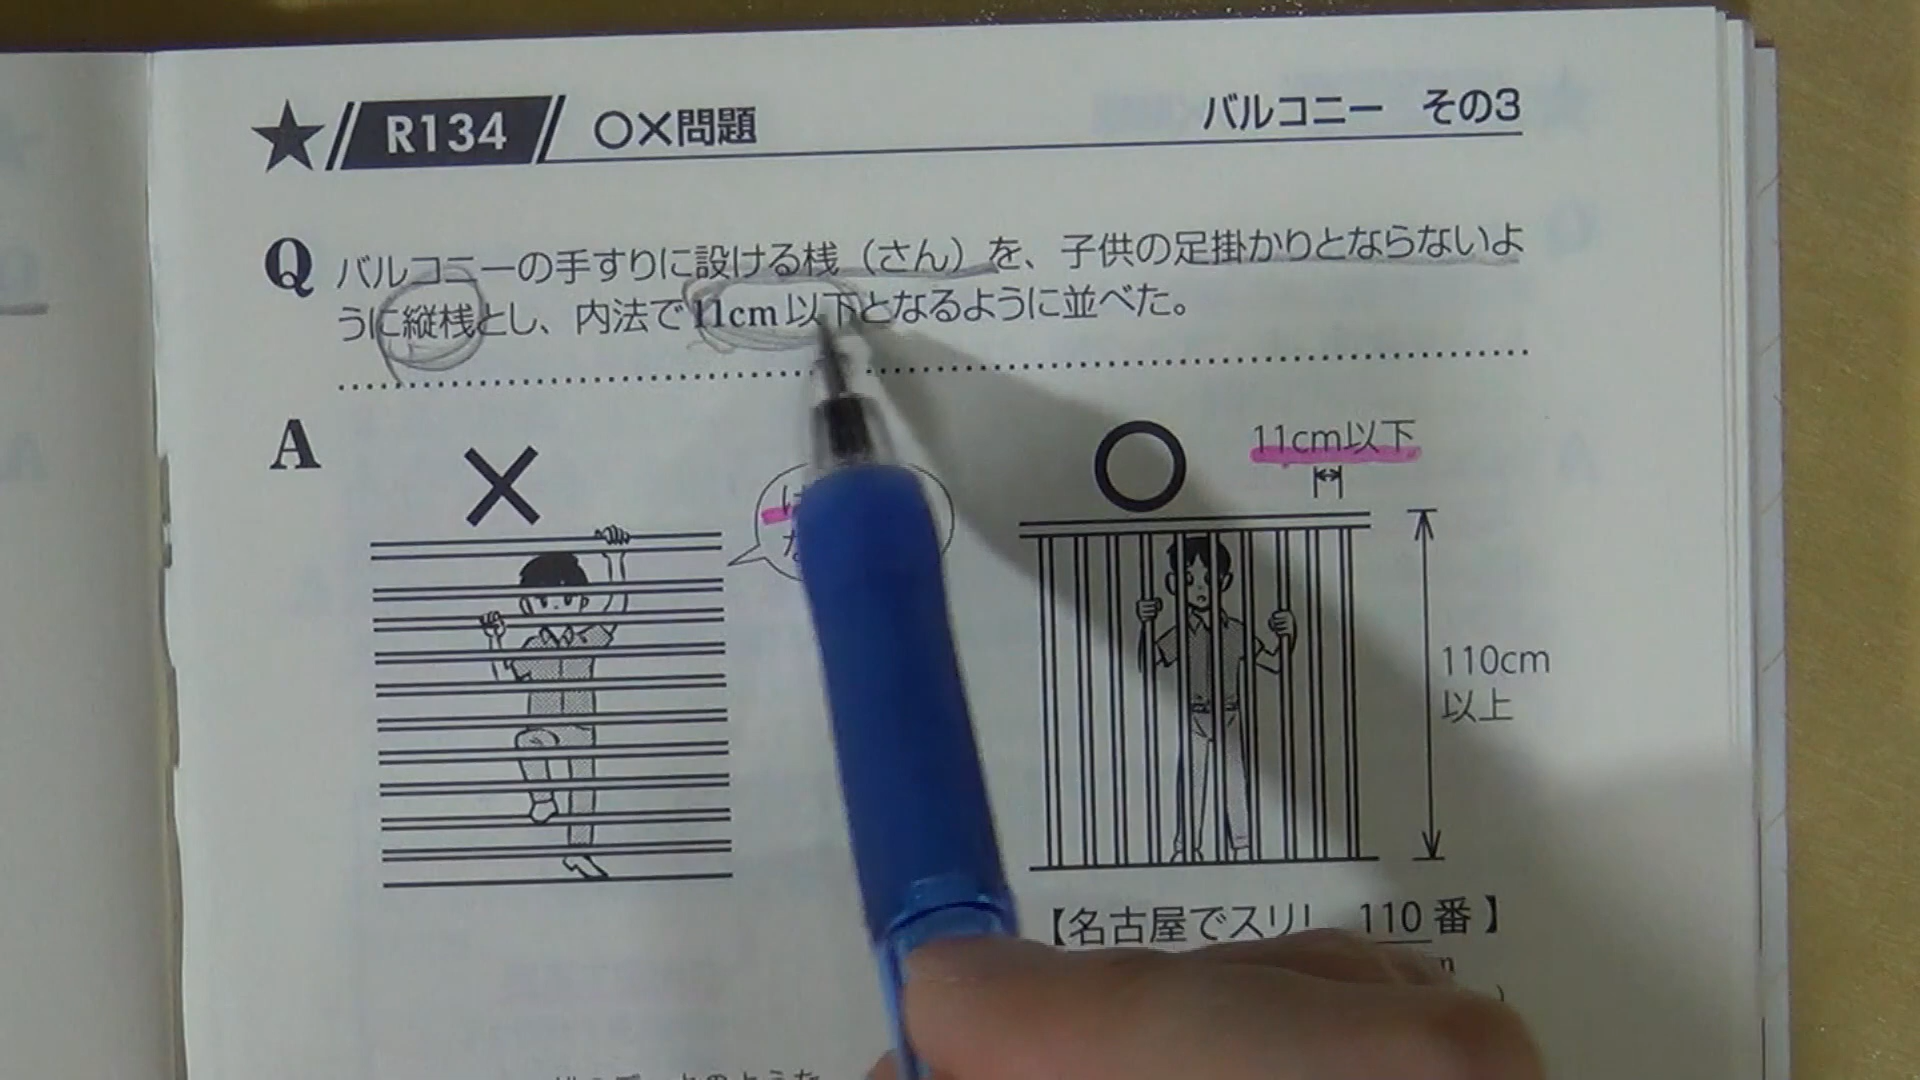 ★ R134 ○×問題 バルコニー その3
Q バルコニーの手すりに設ける桟（さん）を、子供の足掛かりとならないよ
うに縦桟とし、内法で11cm以下となるように並べた。
A
× ○
11cm以下
110cm
以上
【名古屋でスリ 110番】